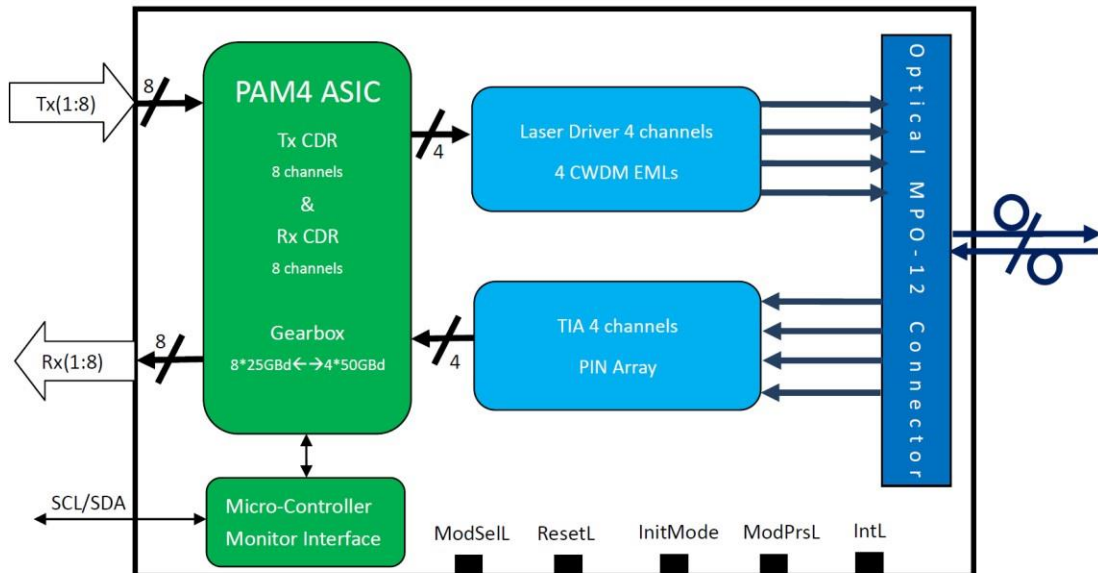 Tx(1:8)
8
PAM4 ASIC
Tx CDR
8 channels
&
Rx CDR
8 channels
Gearbox
8*25GBd←→4*50GBd
4
Laser Driver 4 channels
4 CWDM EMLs
Optical MPO-12 Connector
TIA 4 channels
PIN Array
4
8
Rx(1:8)
SCL/SDA
Micro-Controller
Monitor Interface
ModSelL
ResetL
InitMode
ModPrsL
IntL